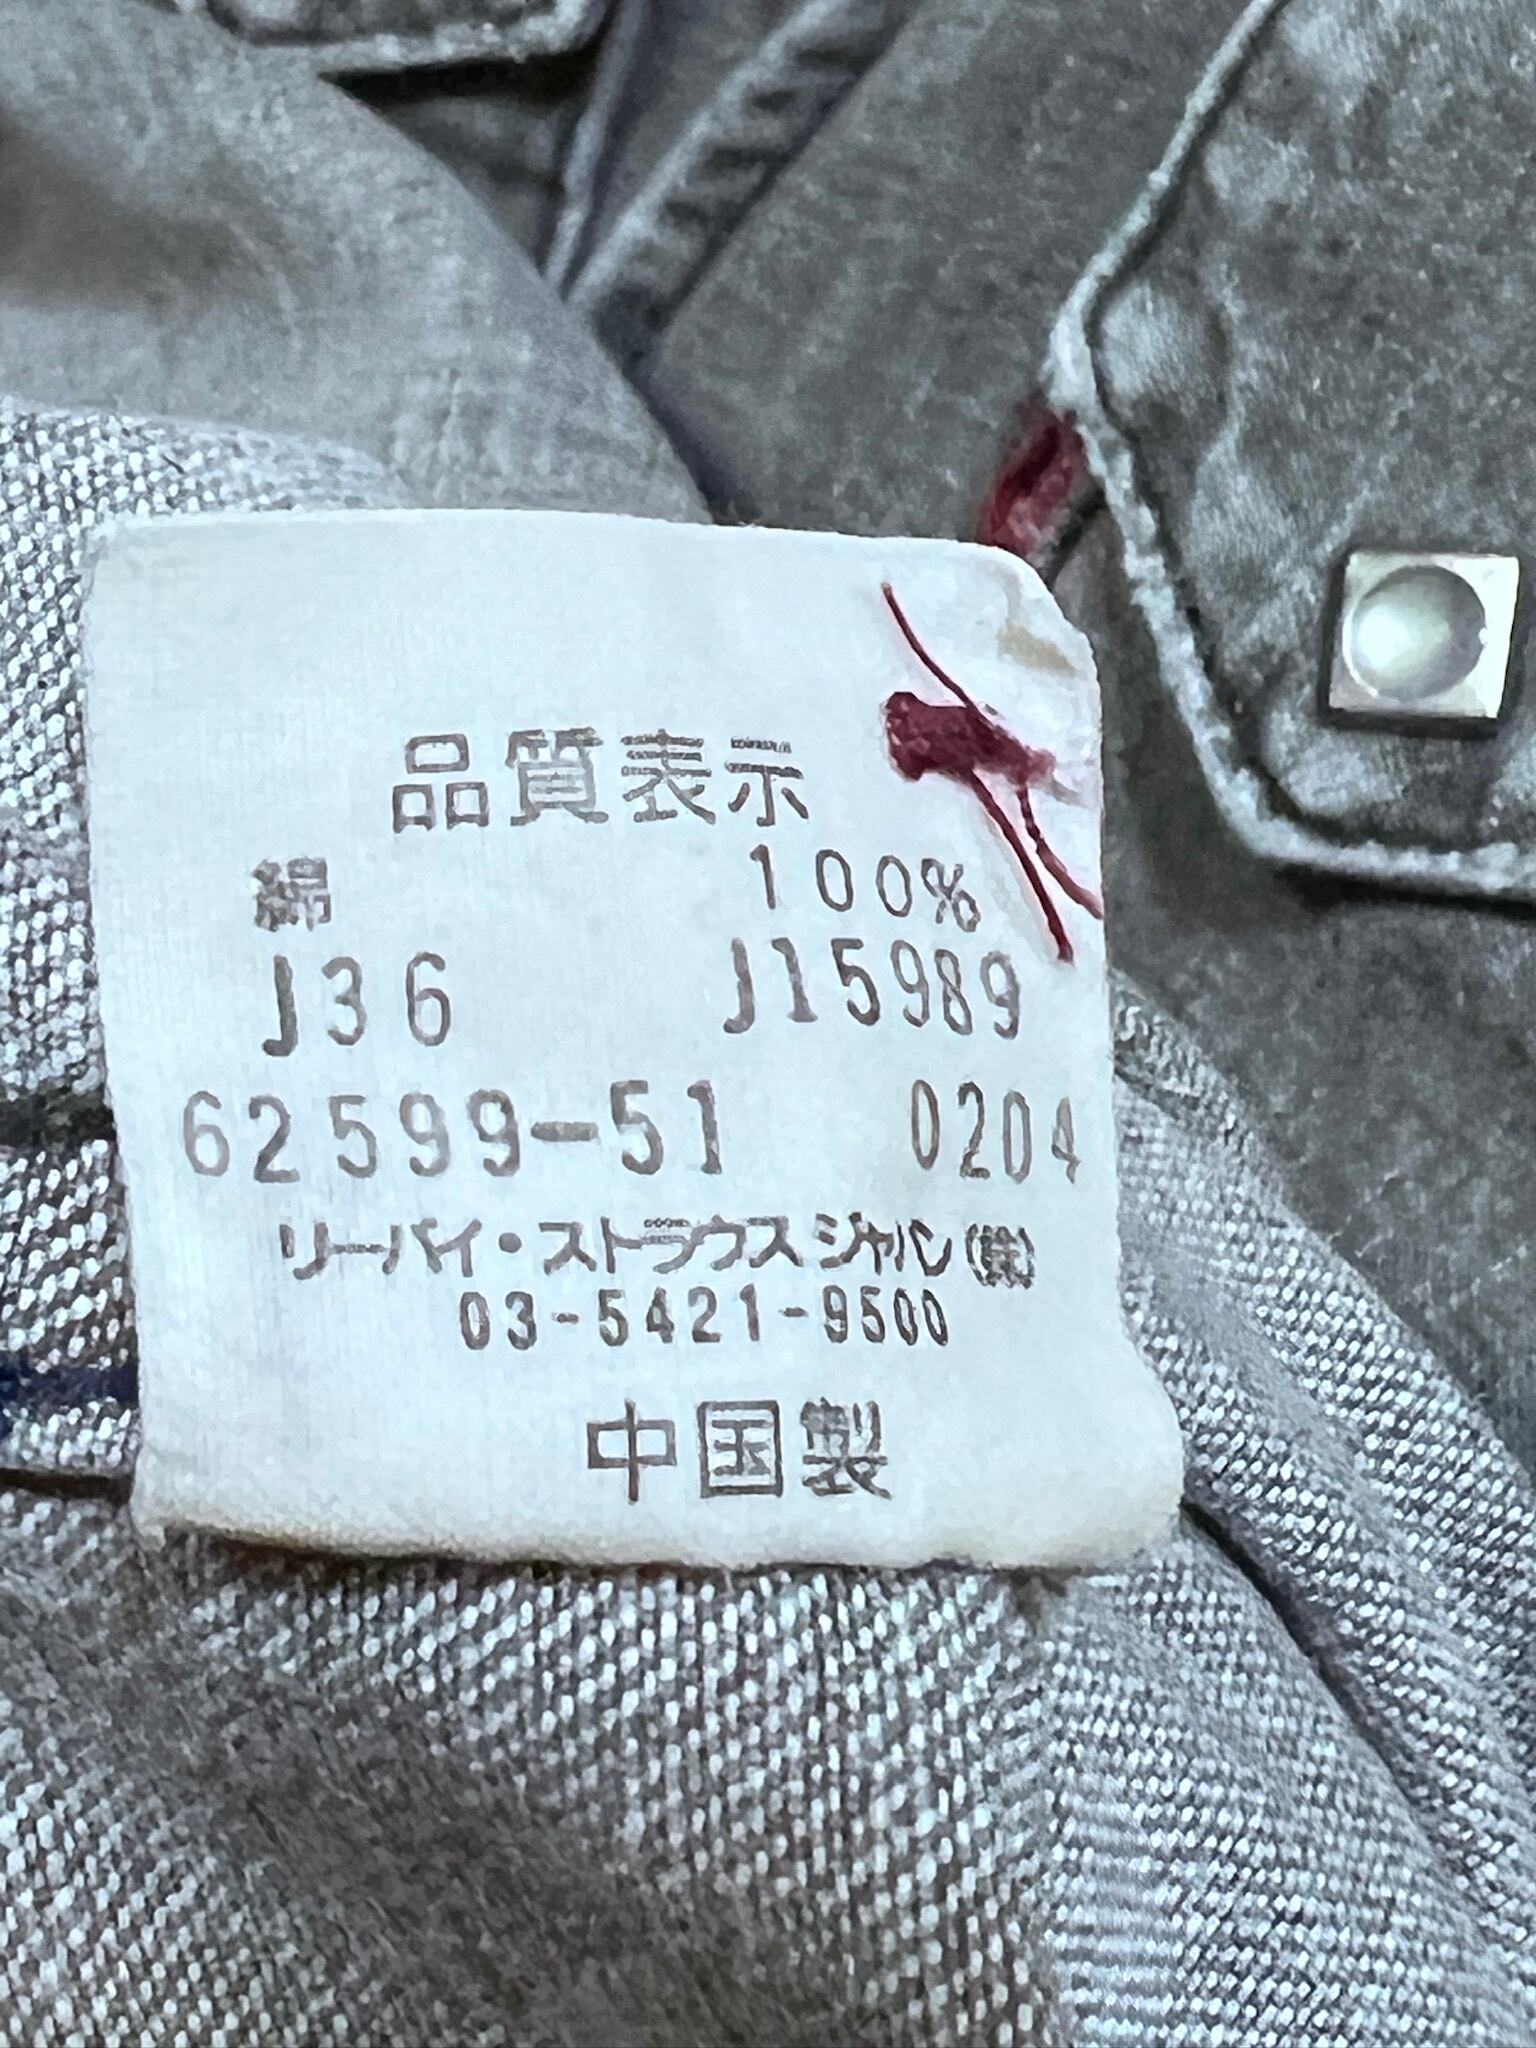 品質表示
綿 100%
J36 J15989
62599-51 0204
リーバイ・ストラウスジャパン(株)
03-5421-9500
中国製